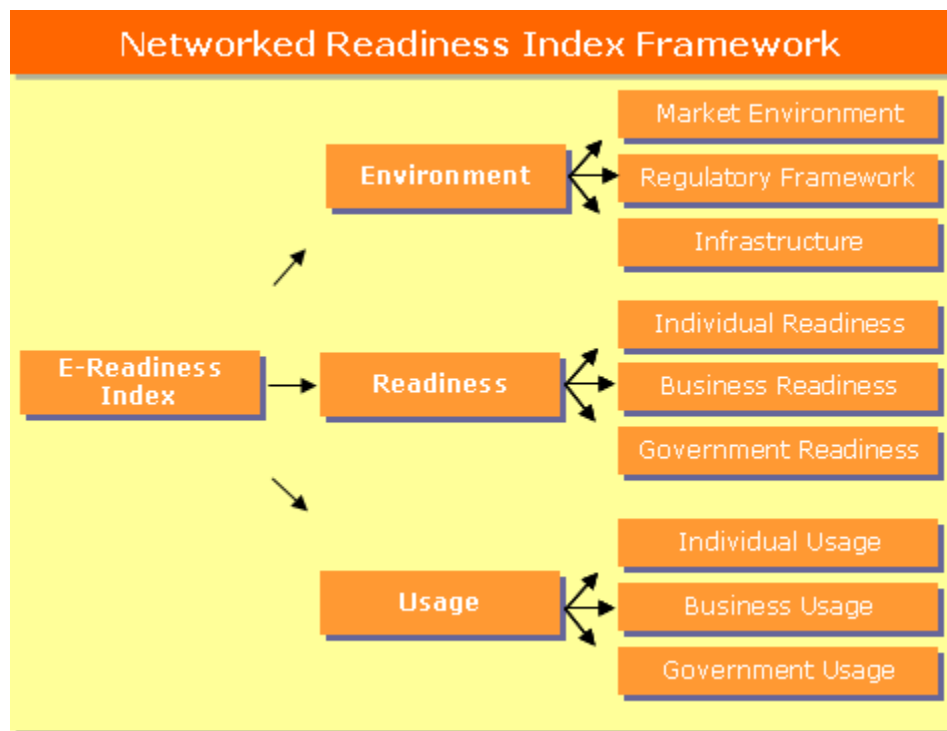 Networked Readiness Index Framework
Market Environment
Environment
Regulatory Framework
Infrastructure
Individual Readiness
E-Readiness
Index
Readiness
Business Readiness
Government Readiness
Individual Usage
Usage
Business Usage
Government Usage